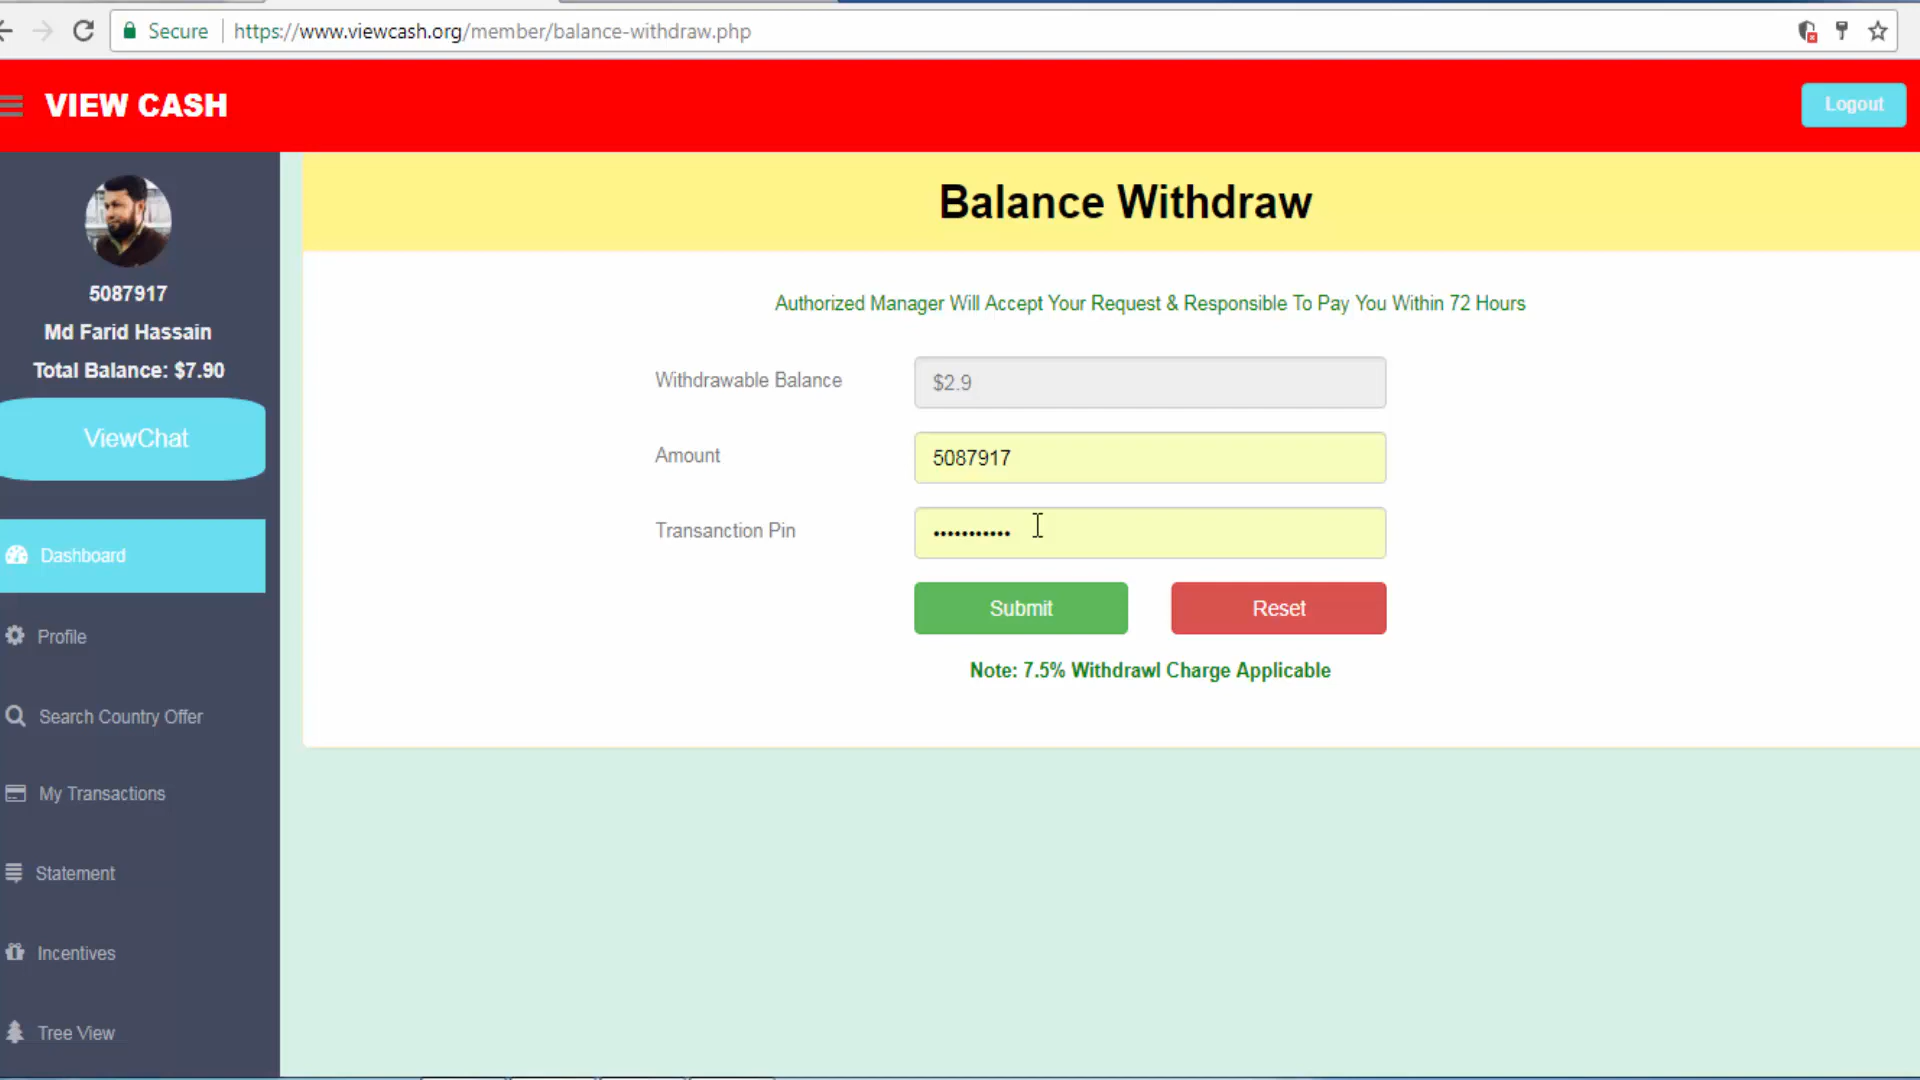 Secure https://www.viewcash.org/member/balance-withdraw.php
VIEW CASH
Logout
5087917
Md Farid Hassain
Total Balance: $7.90
ViewChat
Dashboard
Profile
Search Country Offer
My Transactions
Statement
Incentives
Tree View
Balance Withdraw
Authorized Manager Will Accept Your Request & Responsible To Pay You Within 72 Hours
Withdrawable Balance $2.9
Amount 5087917
Transanction Pin •••••••••••
Submit Reset
Note: 7.5% Withdrawl Charge Applicable